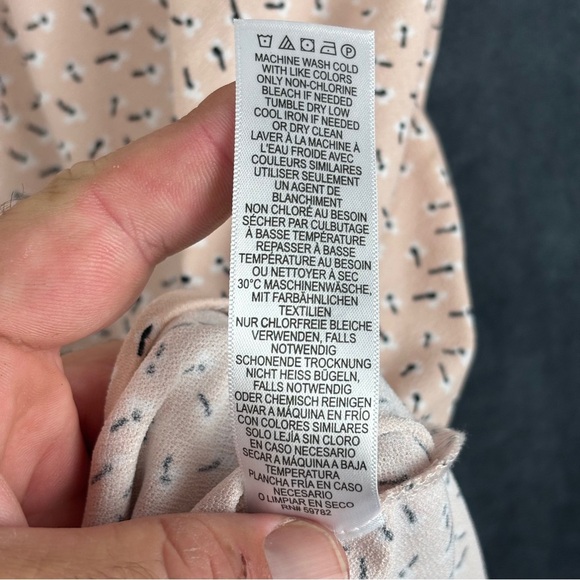 MACHINE WASH COLD
WITH LIKE COLORS
ONLY NON-CHLORINE
BLEACH IF NEEDED
TUMBLE DRY LOW
COOL IRON IF NEEDED
OR DRY CLEAN
LAVER À LA MACHINE À
L'EAU FROIDE AVEC
COULEURS SIMILAIRES
UTILISER SEULEMENT
UN AGENT DE
BLANCHIMENT
NON CHLORÉ AU BESOIN
SÉCHER PAR CULBUTAGE
À BASSE TEMPÉRATURE
REPASSER À BASSE
TEMPÉRATURE AU BESOIN
OU NETTOYER À SEC
30°C MASCHINENWÄSCHE,
MIT FARBÄHNLICHEN
TEXTILIEN
NUR CHLORFREIE BLEICHE
VERWENDEN, FALLS
NOTWENDIG
SCHONENDE TROCKNUNG
NICHT HEISS BÜGELN,
FALLS NOTWENDIG
ODER CHEMISCH REINIGEN
LAVAR A MÁQUINA EN FRÍO
CON COLORES SIMILARES
SOLO LEJÍA SIN CLORO
EN CASO NECESARIO
SECAR A MÁQUINA A BAJA
TEMPERATURA
PLANCHA FRÍA EN CASO
NECESARIO
O LIMPIAR EN SECO
RN# 59782